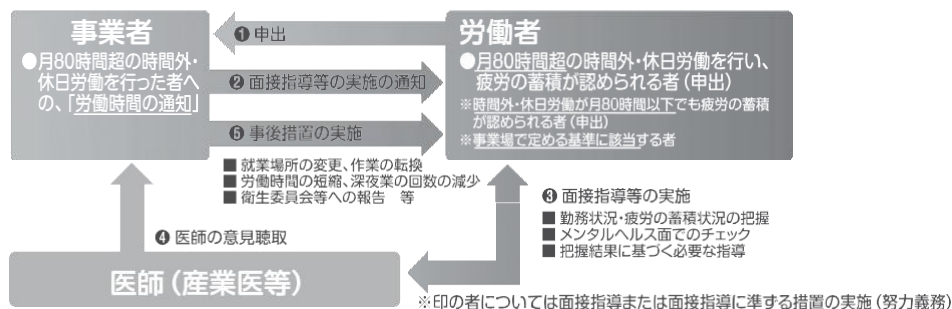 事業者
●月80時間超の時間外・
休日労働を行った者へ
の、「労働時間の通知」
❶ 申出
❷ 面接指導等の実施の通知
❺ 事後措置の実施
■ 就業場所の変更、作業の転換
■ 労働時間の短縮、深夜業の回数の減少
■ 衛生委員会等への報告　等
労働者
●月80時間超の時間外・休日労働を行い、
疲労の蓄積が認められる者（申出）
※時間外・休日労働が月80時間以下でも疲労の蓄積
が認められる者（申出）
※事業場で定める基準に該当する者
❸ 面接指導等の実施
■ 勤務状況・疲労の蓄積状況の把握
■ メンタルヘルス面でのチェック
■ 把握結果に基づく必要な指導
❹ 医師の意見聴取
医師（産業医等）
※印の者については面接指導または面接指導に準ずる措置の実施（努力義務）